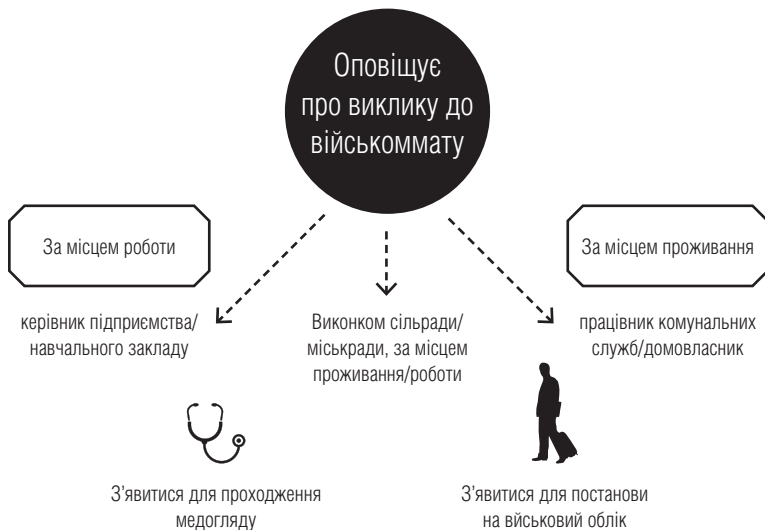 Оповіщує
про виклику до
військоммату
За місцем роботи
За місцем проживання
керівник підприємства/
навчального закладу
Виконком сільради/
міськради, за місцем
проживання/роботи
працівник комунальних
служб/домовласник
З’явитися для проходження
медогляду
З’явитися для постанови
на військовий облік